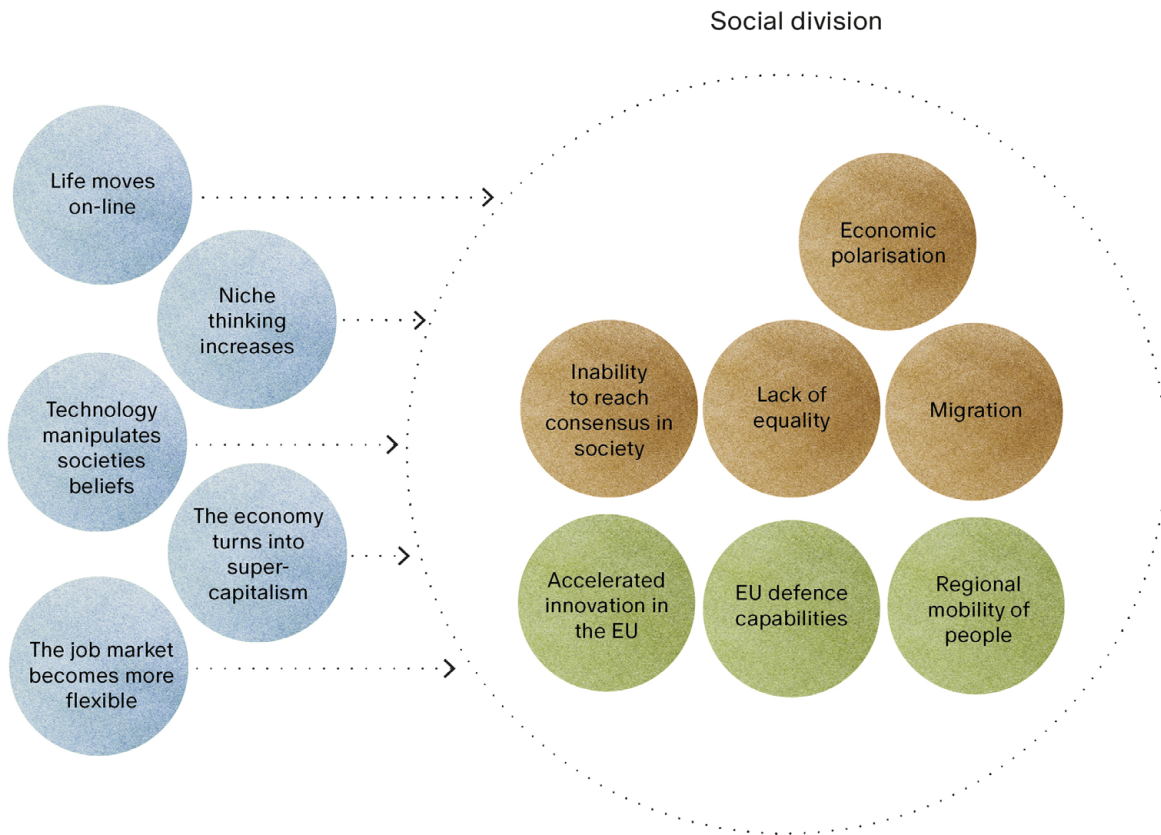 Social division
Life moves
on-line
Niche
thinking
increases
Technology
manipulates
societies
beliefs
The economy
turns into
super-
capitalism
The job market
becomes more
flexible
Economic
polarisation
Inability
to reach
consensus in
society
Lack of
equality
Migration
Accelerated
innovation in
the EU
EU defence
capabilities
Regional
mobility of
people